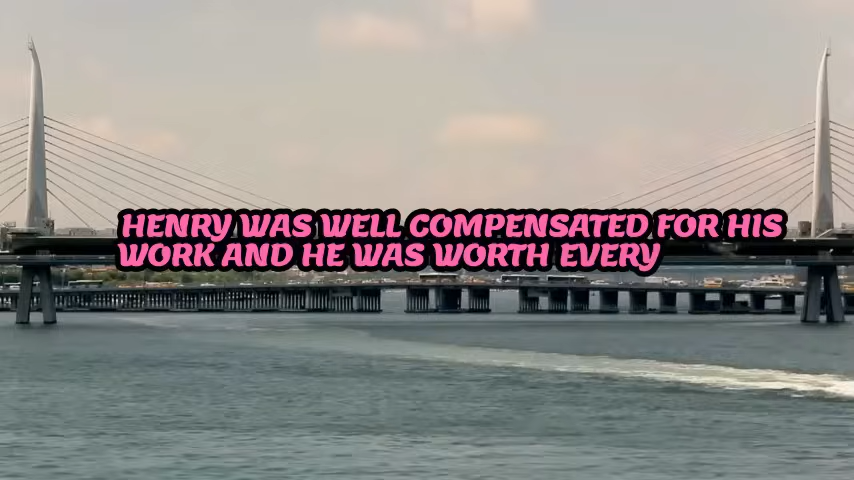 HENRY WAS WELL COMPENSATED FOR HIS
WORK AND HE WAS WORTH EVERY